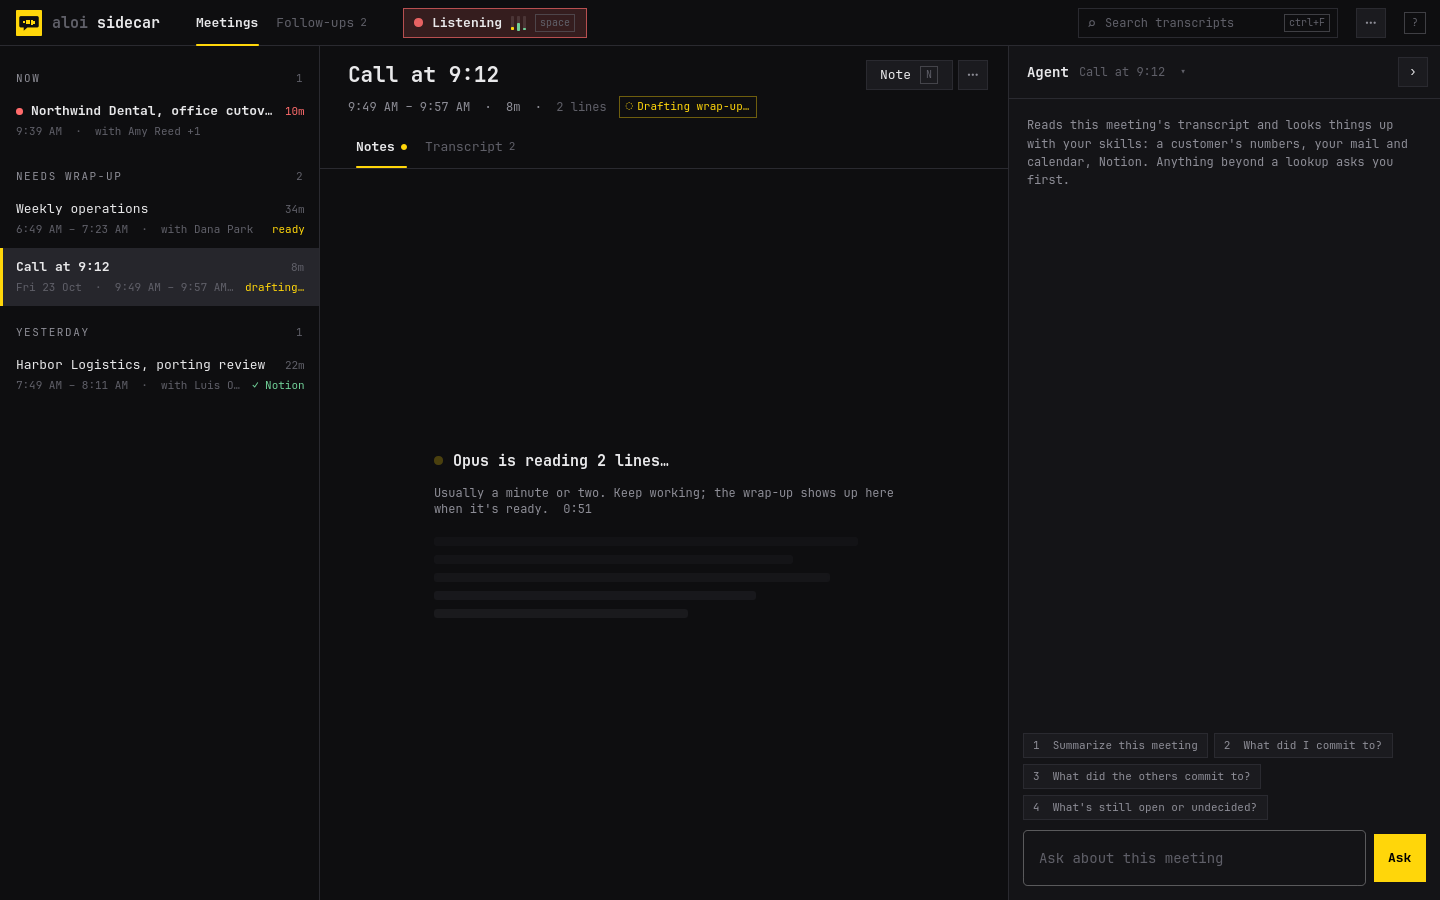 aloi sidecar
Meetings
Follow-ups 2
Listening
space
Search transcripts
ctrl+F
?
NOW 1
Northwind Dental, office cutov… 10m
9:39 AM · with Amy Reed +1
NEEDS WRAP-UP 2
Weekly operations 34m
6:49 AM – 7:23 AM · with Dana Park ready
Call at 9:12 8m
Fri 23 Oct · 9:49 AM – 9:57 AM… drafting…
YESTERDAY 1
Harbor Logistics, porting review 22m
7:49 AM – 8:11 AM · with Luis O… ✓ Notion
Call at 9:12
Note N
9:49 AM – 9:57 AM · 8m · 2 lines Drafting wrap-up…
Notes
Transcript 2
Opus is reading 2 lines…
Usually a minute or two. Keep working; the wrap-up shows up here
when it's ready. 0:51
Agent Call at 9:12
Reads this meeting's transcript and looks things up
with your skills: a customer's numbers, your mail and
calendar, Notion. Anything beyond a lookup asks you
first.
1 Summarize this meeting
2 What did I commit to?
3 What did the others commit to?
4 What's still open or undecided?
Ask about this meeting
Ask